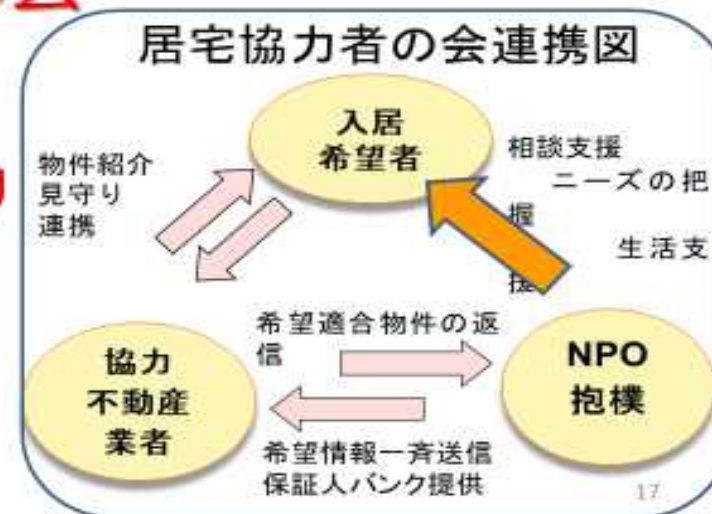 居宅協力者の会連携図
入居
希望者
物件紹介
見守り
連携
相談支援
ニーズの把
握
生活支
援
希望適合物件の返
信
協力
不動産
業者
NPO
抱樸
希望情報一斉送信
保証人バンク提供
17